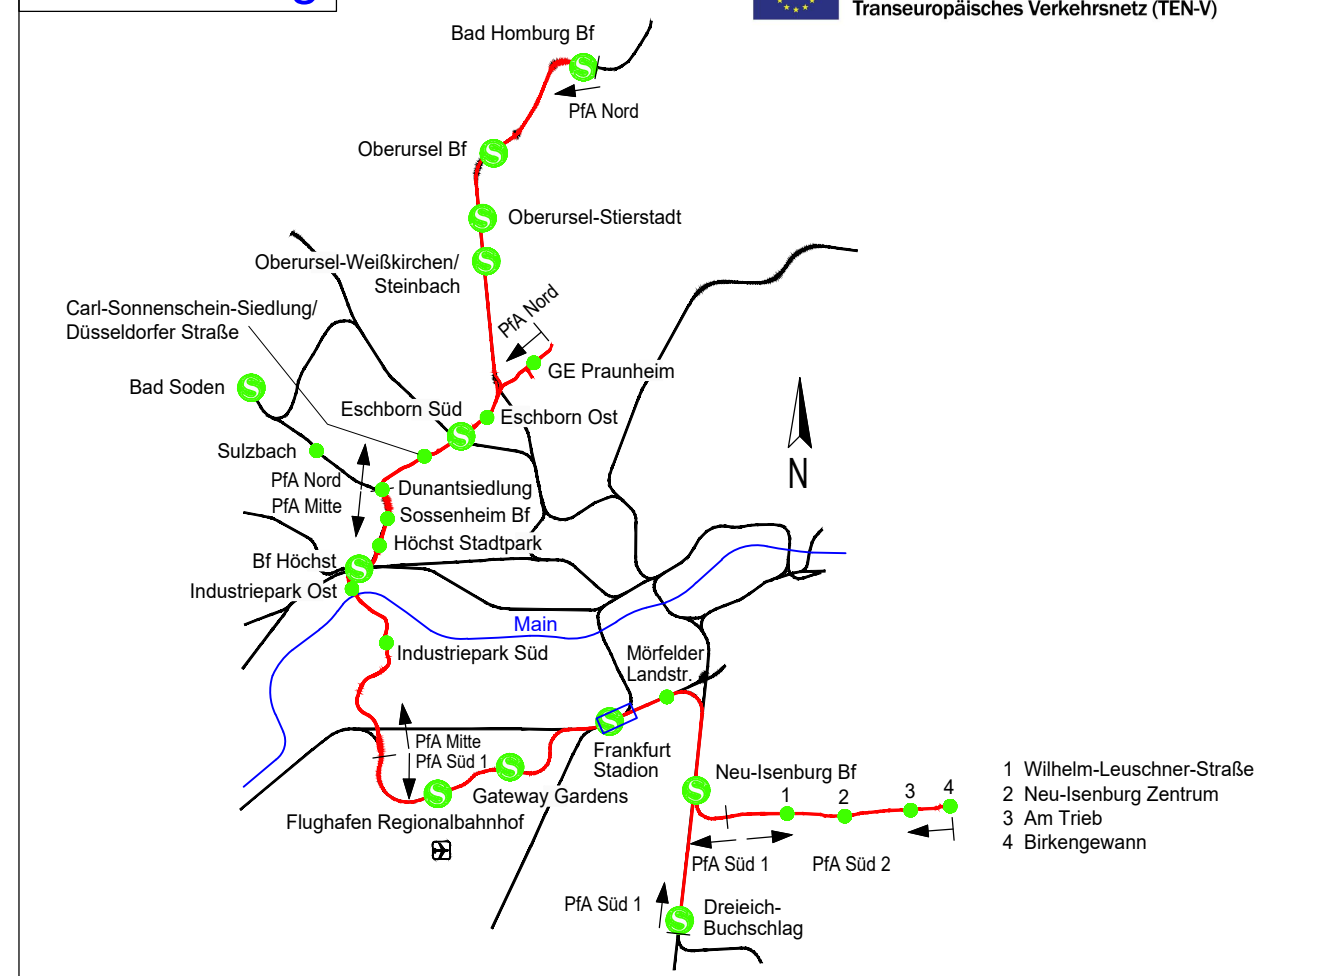 Transeuropäisches Verkehrsnetz (TEN-V)
Bad Homburg Bf
PfA Nord
Oberursel Bf
Oberursel-Stierstadt
Oberursel-Weißkirchen/
Steinbach
Carl-Sonnenschein-Siedlung/
Düsseldorfer Straße
PfA Nord
GE Praunheim
Bad Soden
Eschborn Süd
Eschborn Ost
Sulzbach
PfA Nord
PfA Mitte
Dunantsiedlung
Sossenheim Bf
Höchst Stadtpark
Bf Höchst
Industriepark Ost
N
Main
Industriepark Süd
Mörfelder
Landstr.
PfA Mitte
PfA Süd 1
Frankfurt
Stadion
Gateway Gardens
Flughafen Regionalbahnhof
Neu-Isenburg Bf
1
2
3
4
PfA Süd 1
PfA Süd 2
1 Wilhelm-Leuschner-Straße
2 Neu-Isenburg Zentrum
3 Am Trieb
4 Birkengewann
PfA Süd 1
Dreieich-
Buchschlag